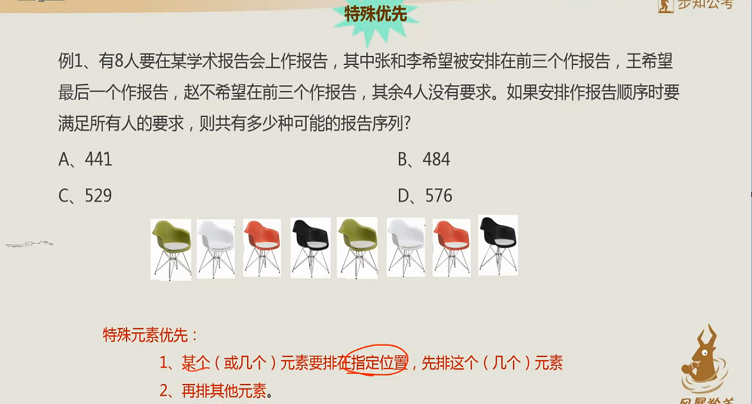 特殊优先
步知公考
例1、有8人要在某学术报告会上作报告，其中张和李希望被安排在前三个作报告，王希望
最后一个作报告，赵不希望在前三个作报告，其余4人没有要求。如果安排作报告顺序时要
满足所有人的要求，则共有多少种可能的报告序列?
A、441
B、484
C、529
D、576
特殊元素优先：
1、某个（或几个）元素要排在指定位置，先排这个（几个）元素
2、再排其他元素。